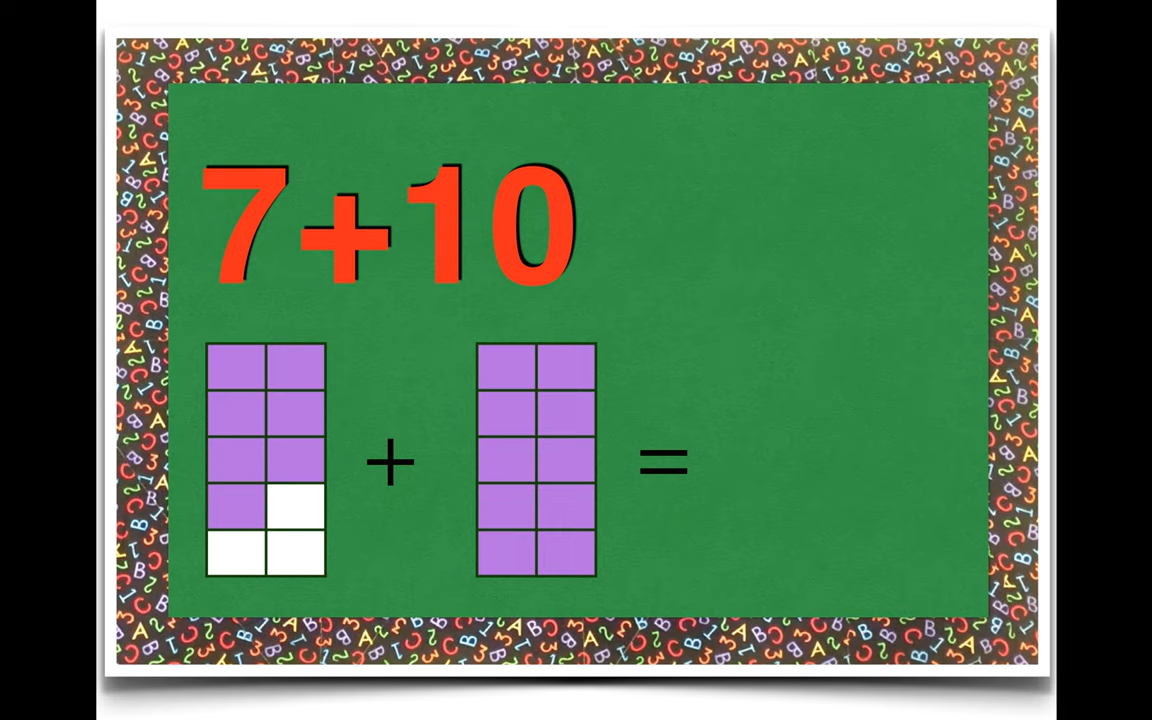 7+10
+ =